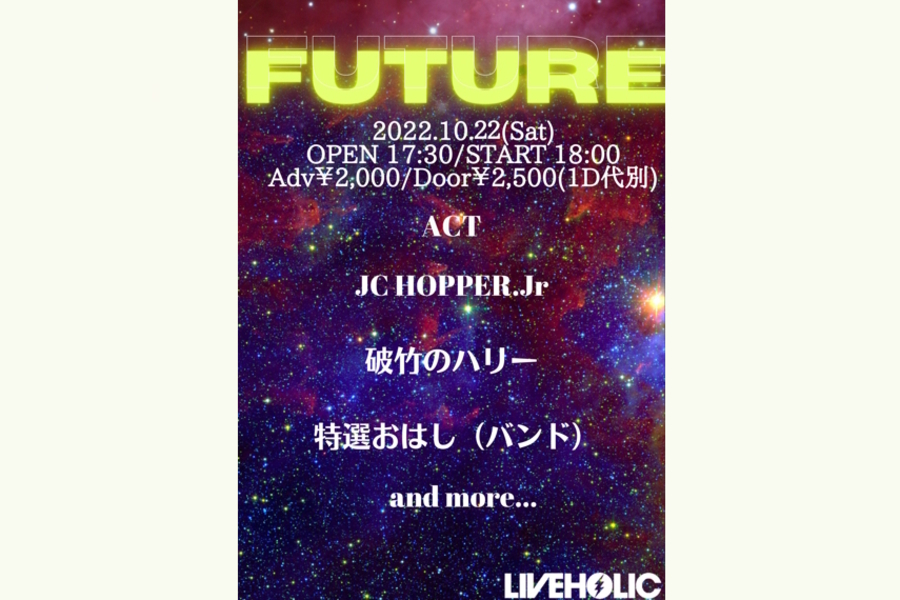 FUTURE
2022.10.22(Sat)
OPEN 17:30/START 18:00
Adv¥2,000/Door¥2,500(1D代別)
ACT
JC HOPPER.Jr
破竹のハリー
特選おはし（バンド）
and more...
LIVEHOLIC